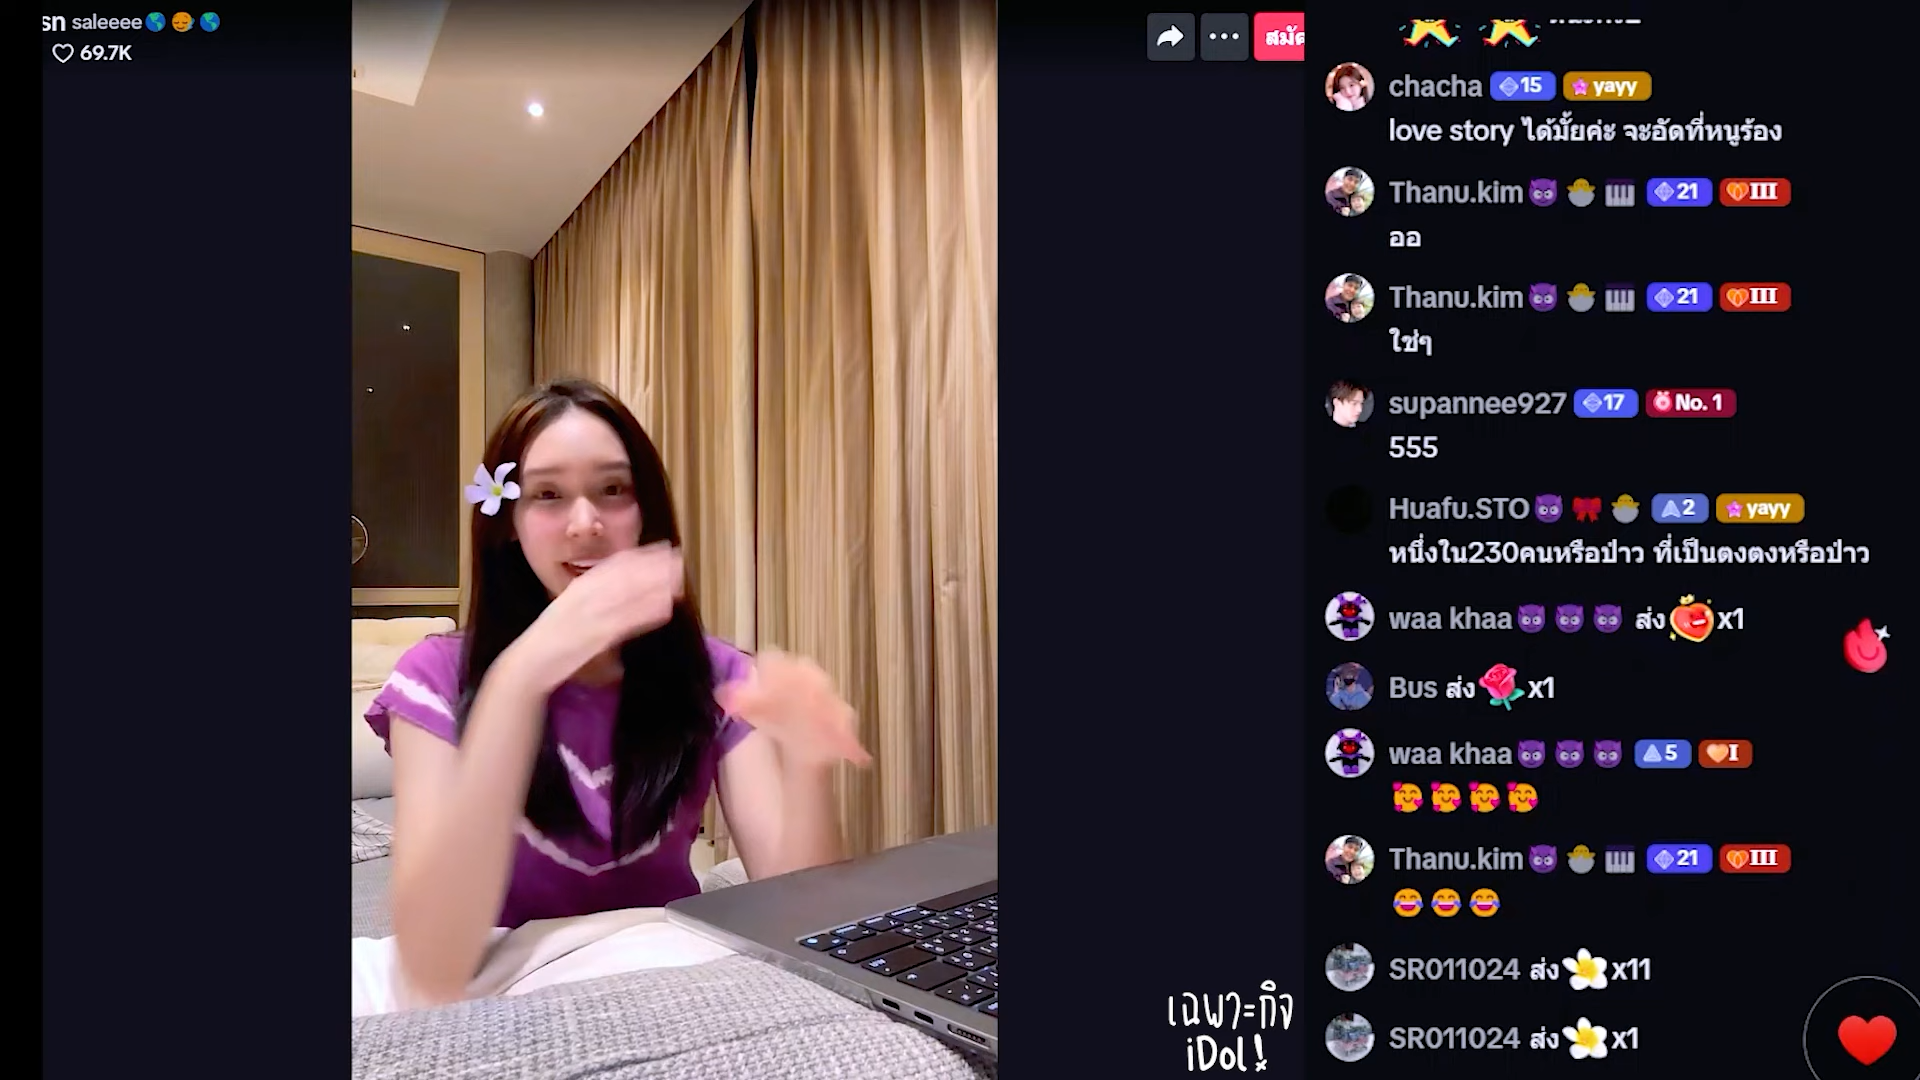 sn saleeee
69.7K
chacha 15 yayy
love story ได้มั้ยค่ะ จะอัดที่หนูร้อง
Thanu.kim 21 III
ออ
Thanu.kim 21 III
ใช่ๆ
supannee927 17 No. 1
555
Huafu.STO 2 yayy
หนึ่งใน230คนหรือป่าว ที่เป็นตงตงหรือป่าว
waa khaa ส่ง x1
Bus ส่ง x1
waa khaa 5 I
Thanu.kim 21 III
SR011024 ส่ง x11
SR011024 ส่ง x1
เฉพาะกิจ
iDol!